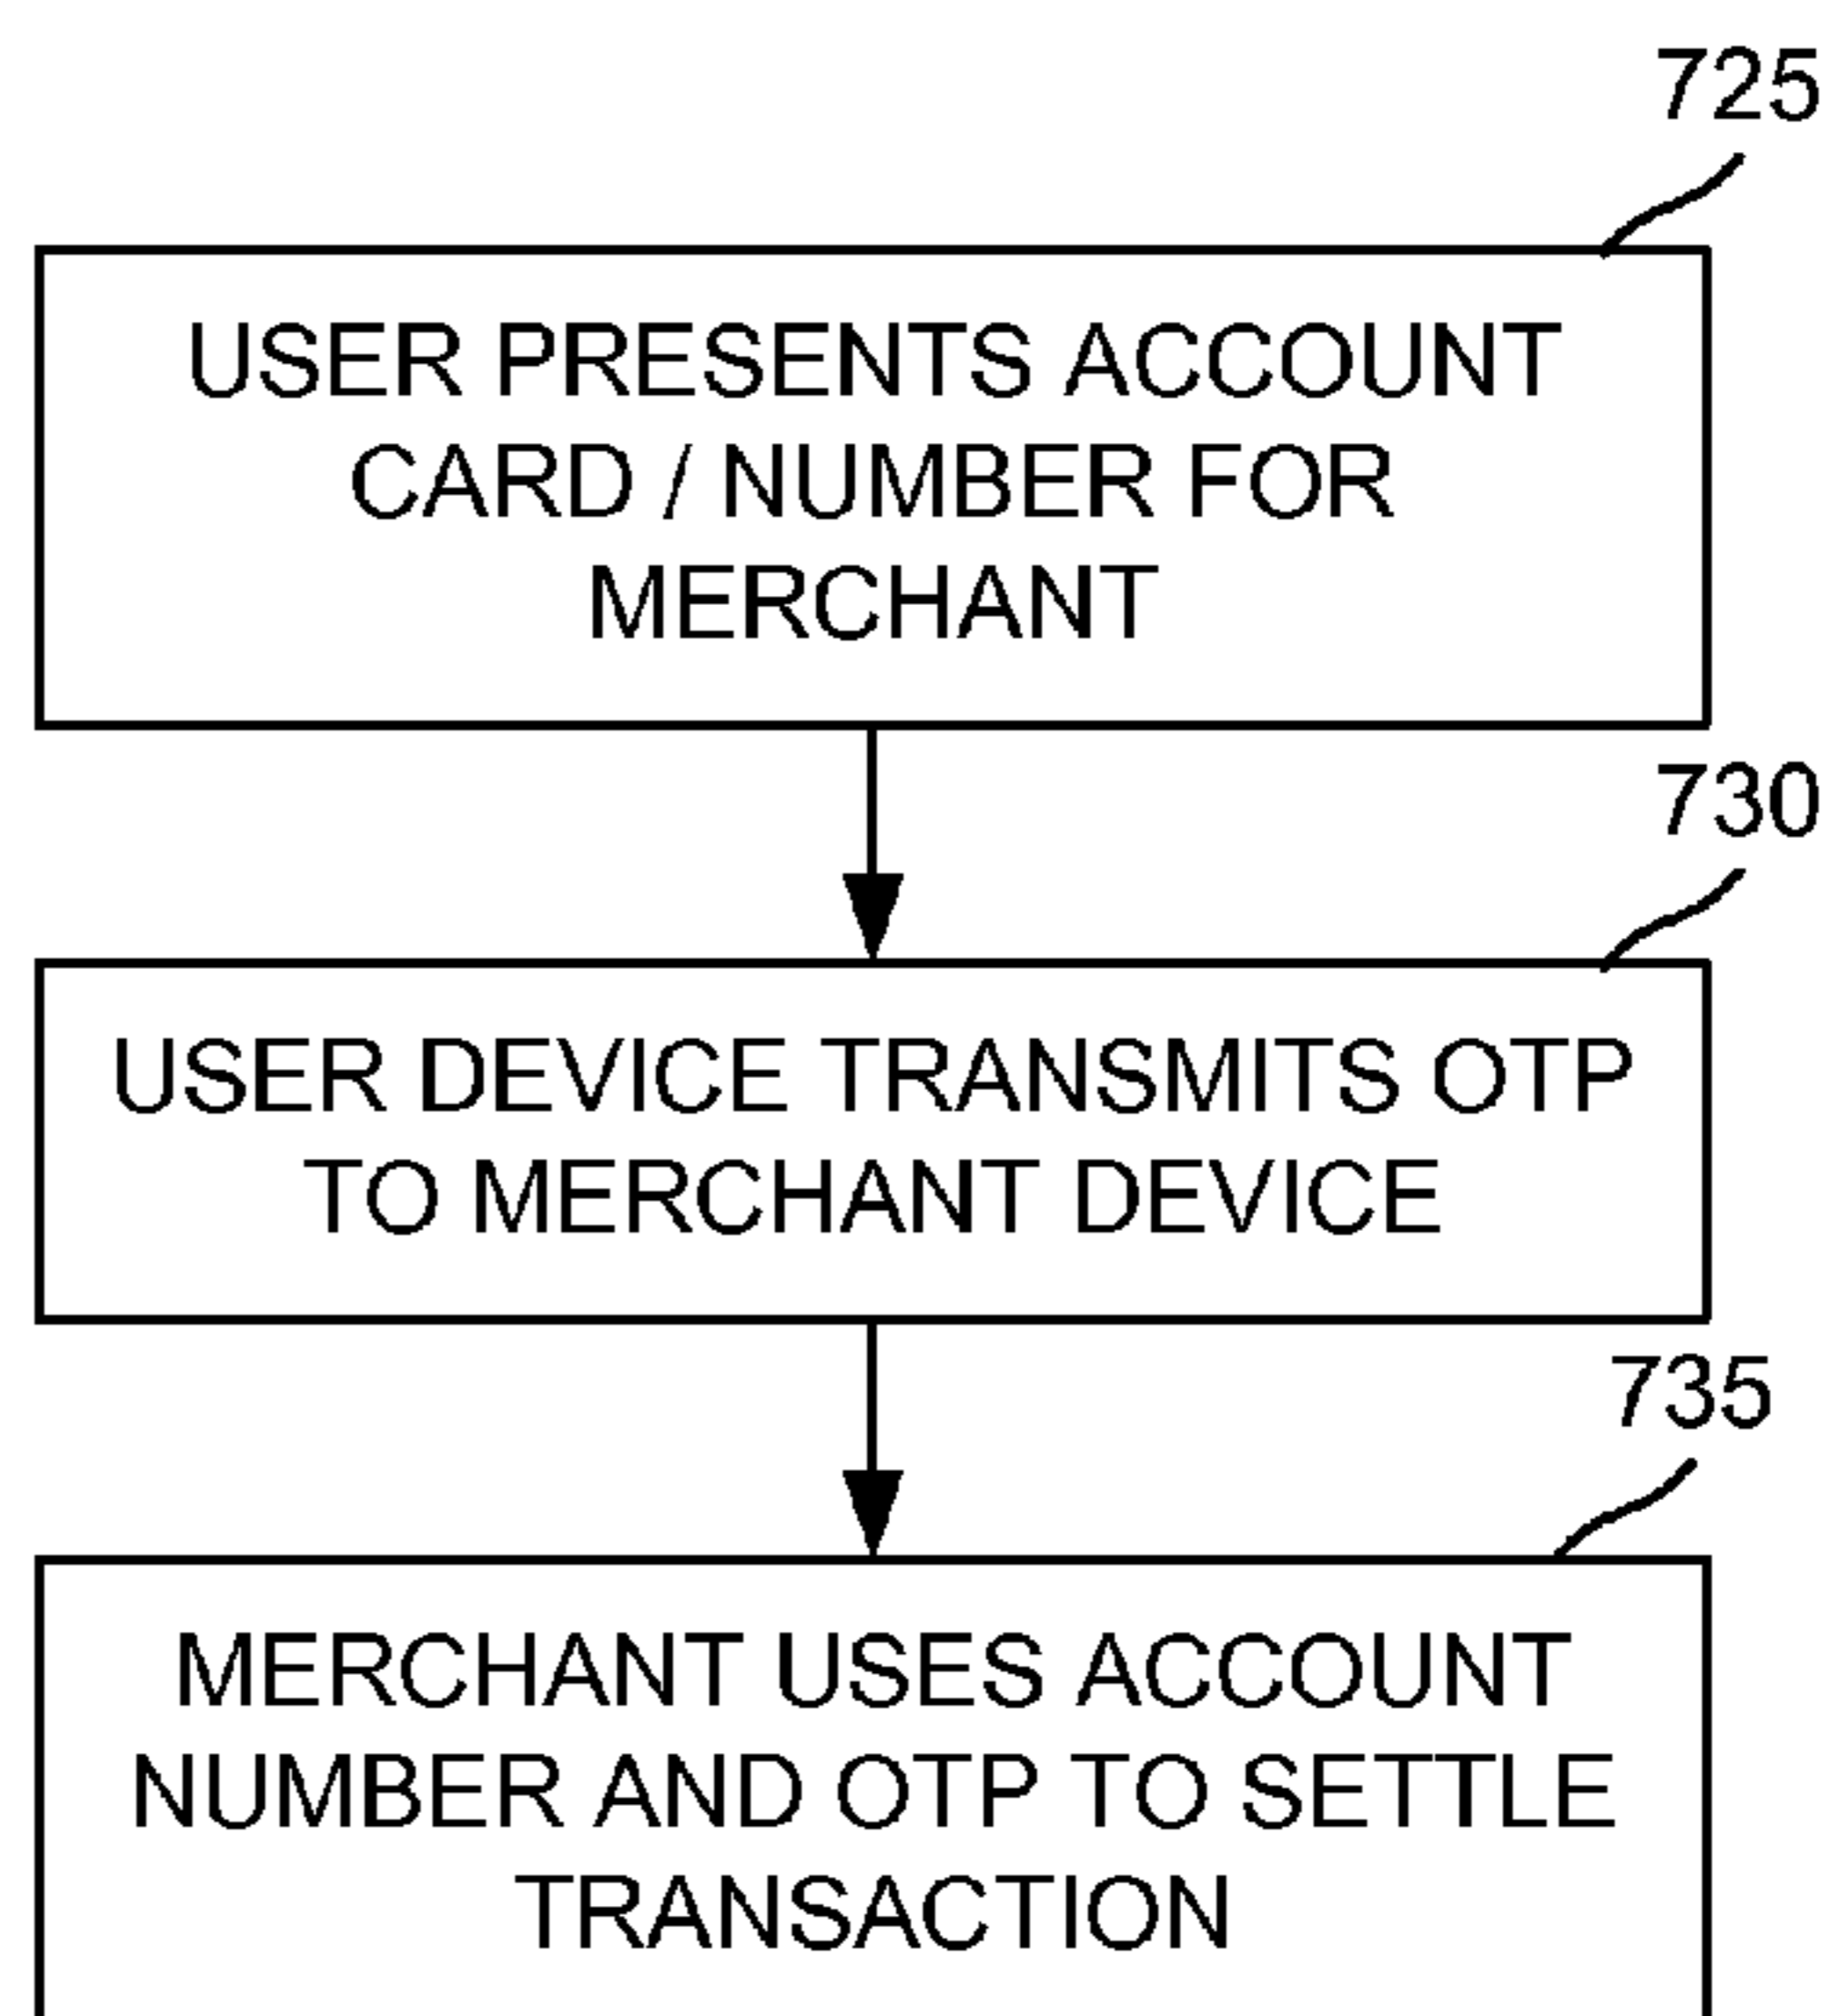 725
USER PRESENTS ACCOUNT
CARD / NUMBER FOR
MERCHANT
730
USER DEVICE TRANSMITS OTP
TO MERCHANT DEVICE
735
MERCHANT USES ACCOUNT
NUMBER AND OTP TO SETTLE
TRANSACTION